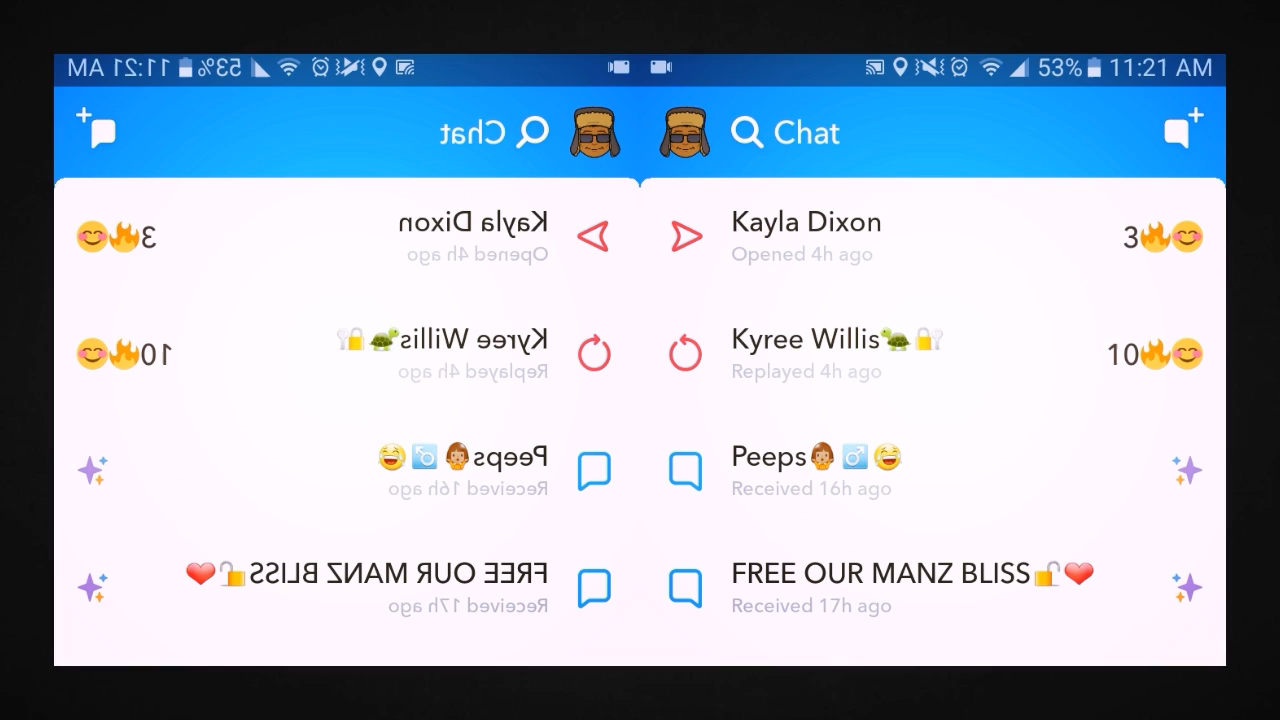 53% 11:21 AM
Chat
Kayla Dixon
3🔥😊
Opened 4h ago
Kyree Willis🐢🔐
10🔥😊
Replayed 4h ago
Peeps🙍‍♂️😂
Received 16h ago
FREE OUR MANZ BLISS🔓❤️
Received 17h ago